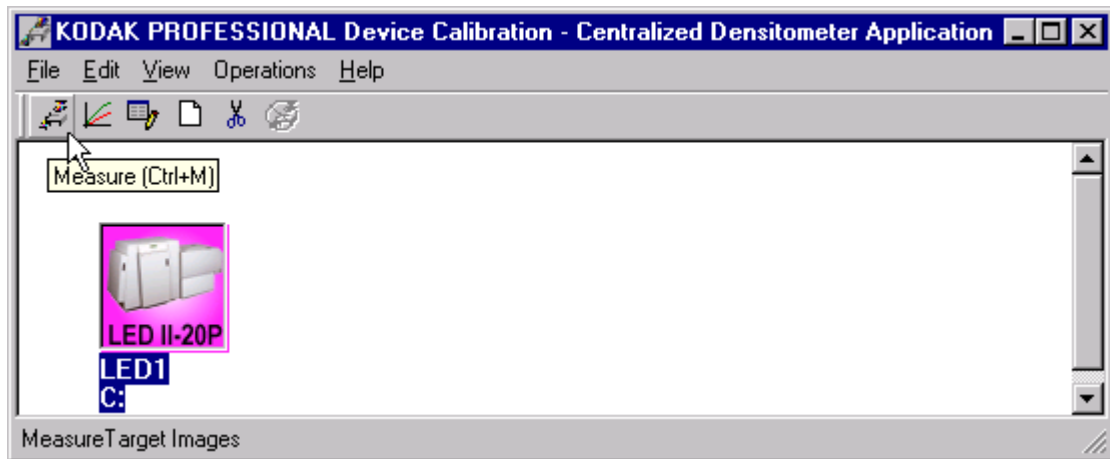 KODAK PROFESSIONAL Device Calibration - Centralized Densitometer Application
File Edit View Operations Help
Measure (Ctrl+M)
LED II-20P
LED1
C:
MeasureTarget Images